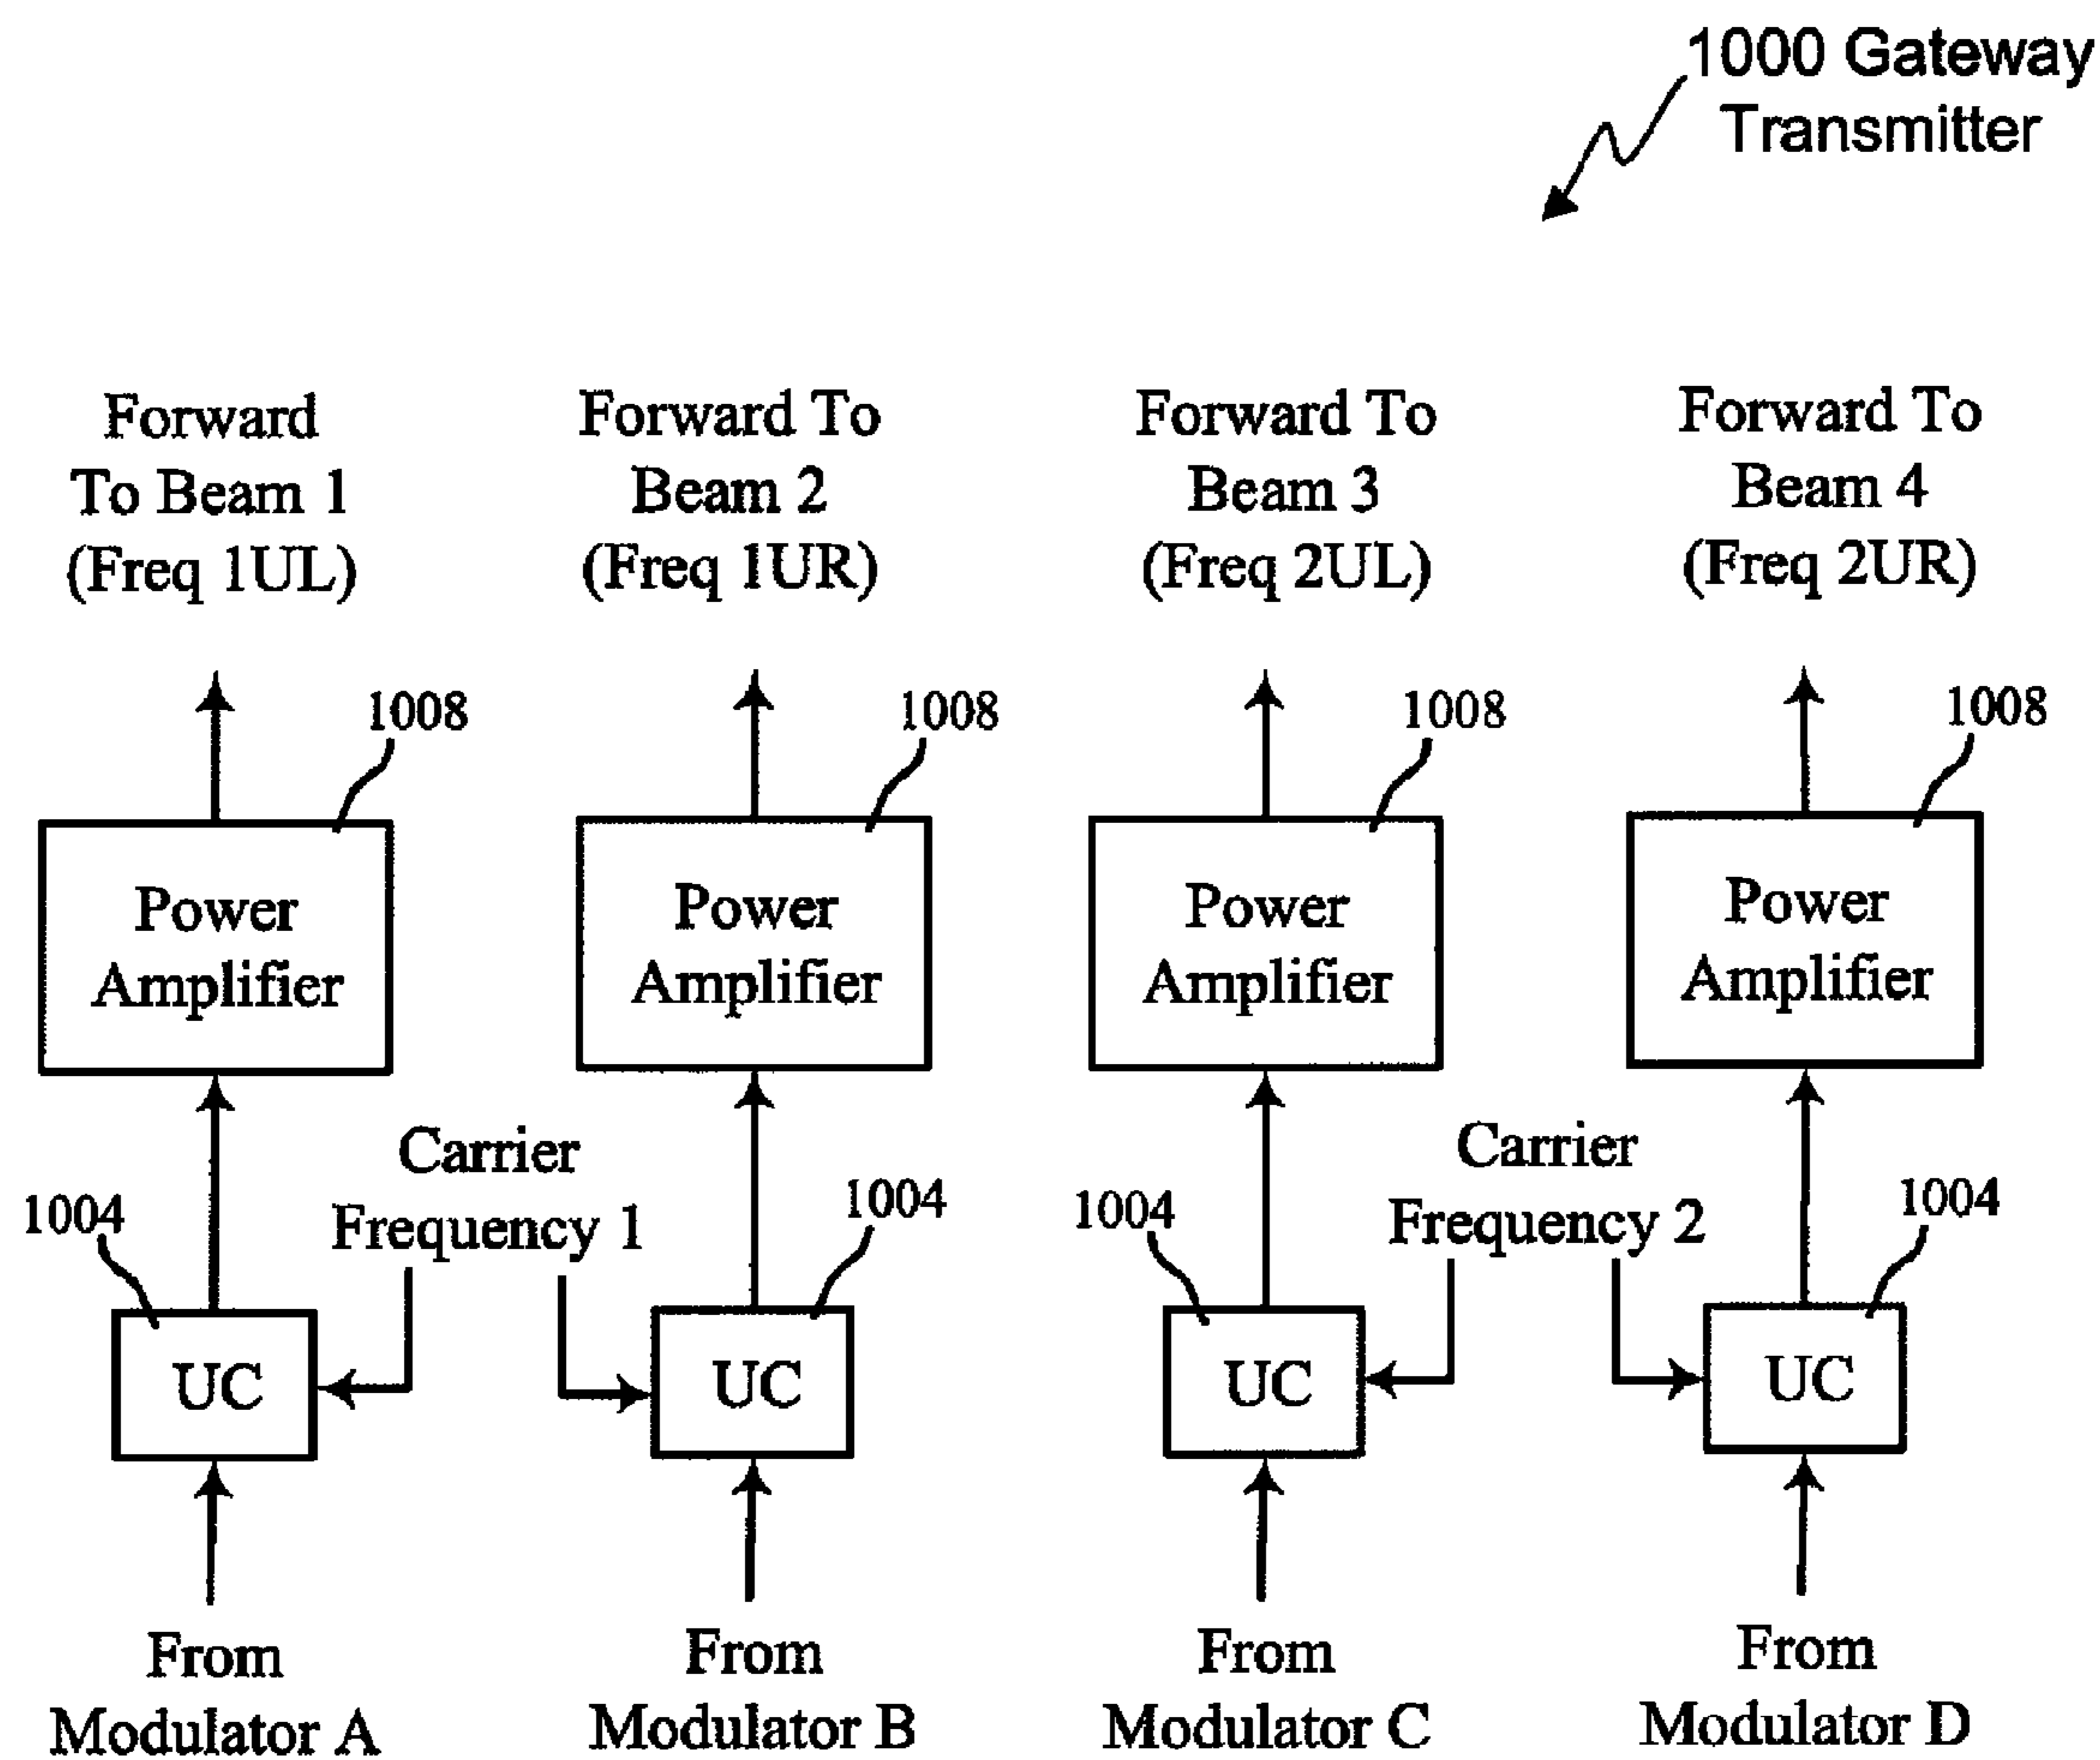 1000 Gateway
Transmitter
Forward
To Beam 1
(Freq 1UL)
Forward To
Beam 2
(Freq 1UR)
Forward To
Beam 3
(Freq 2UL)
Forward To
Beam 4
(Freq 2UR)
1008
1008
1008
1008
Power
Amplifier
Power
Amplifier
Power
Amplifier
Power
Amplifier
Carrier
Frequency 1
Carrier
Frequency 2
1004
1004
1004
1004
UC
UC
UC
UC
From
Modulator A
From
Modulator B
From
Modulator C
From
Modulator D